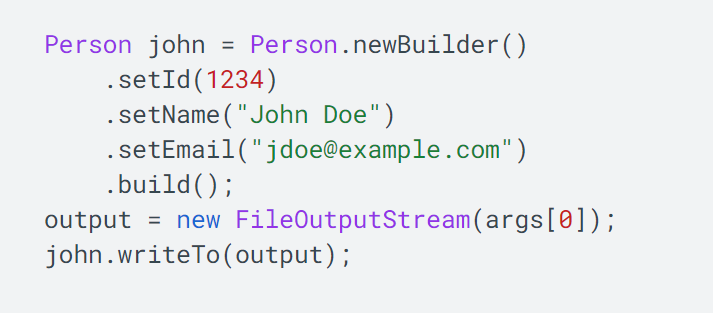 Person john = Person.newBuilder()
    .setId(1234)
    .setName("John Doe")
    .setEmail("jdoe@example.com")
    .build();
output = new FileOutputStream(args[0]);
john.writeTo(output);